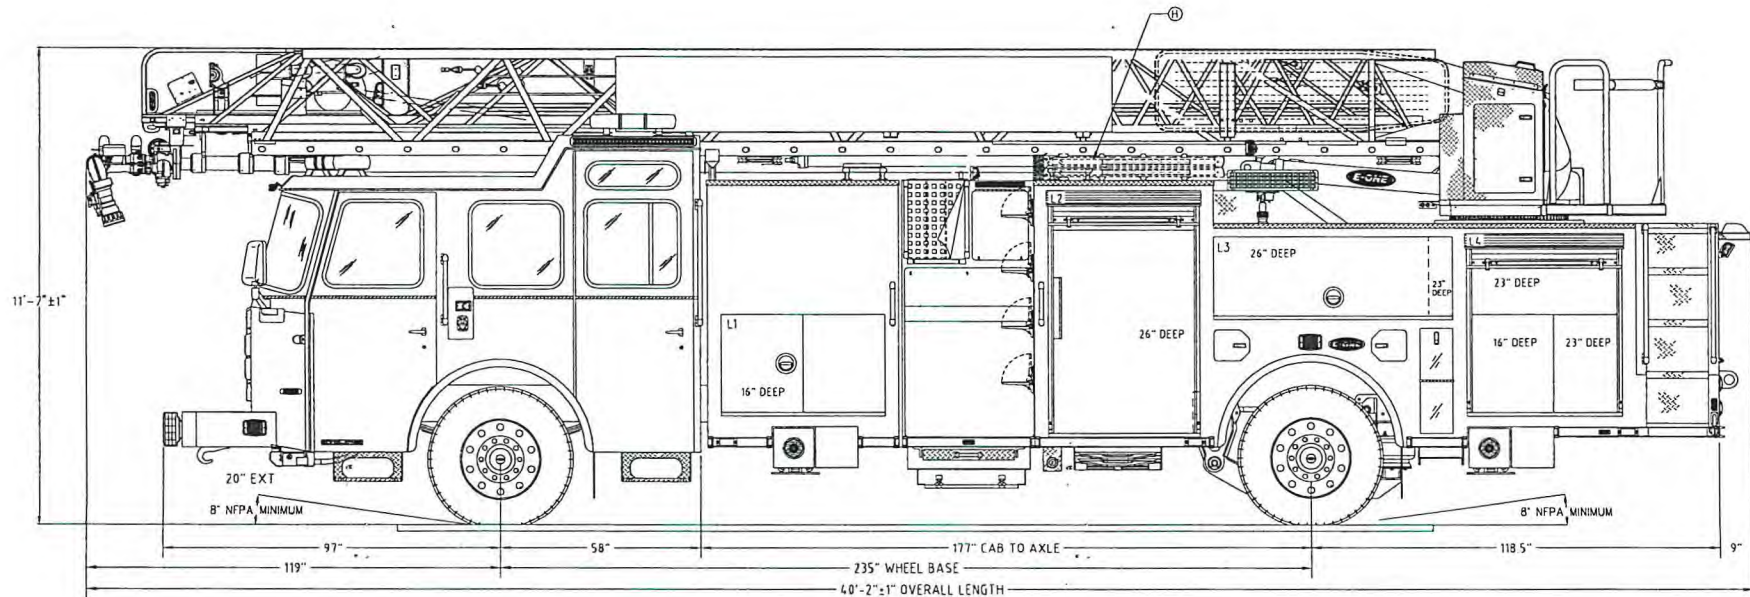 H
E-ONE
L2
L3
26" DEEP
23"
DEEP
L4
23" DEEP
11'-7"±1"
L1
16" DEEP
26" DEEP
16" DEEP
23" DEEP
20" EXT
8° NFPA MINIMUM
8° NFPA MINIMUM
97"
58"
177" CAB TO AXLE
118.5"
9"
119"
235" WHEEL BASE
40'-2"±1" OVERALL LENGTH